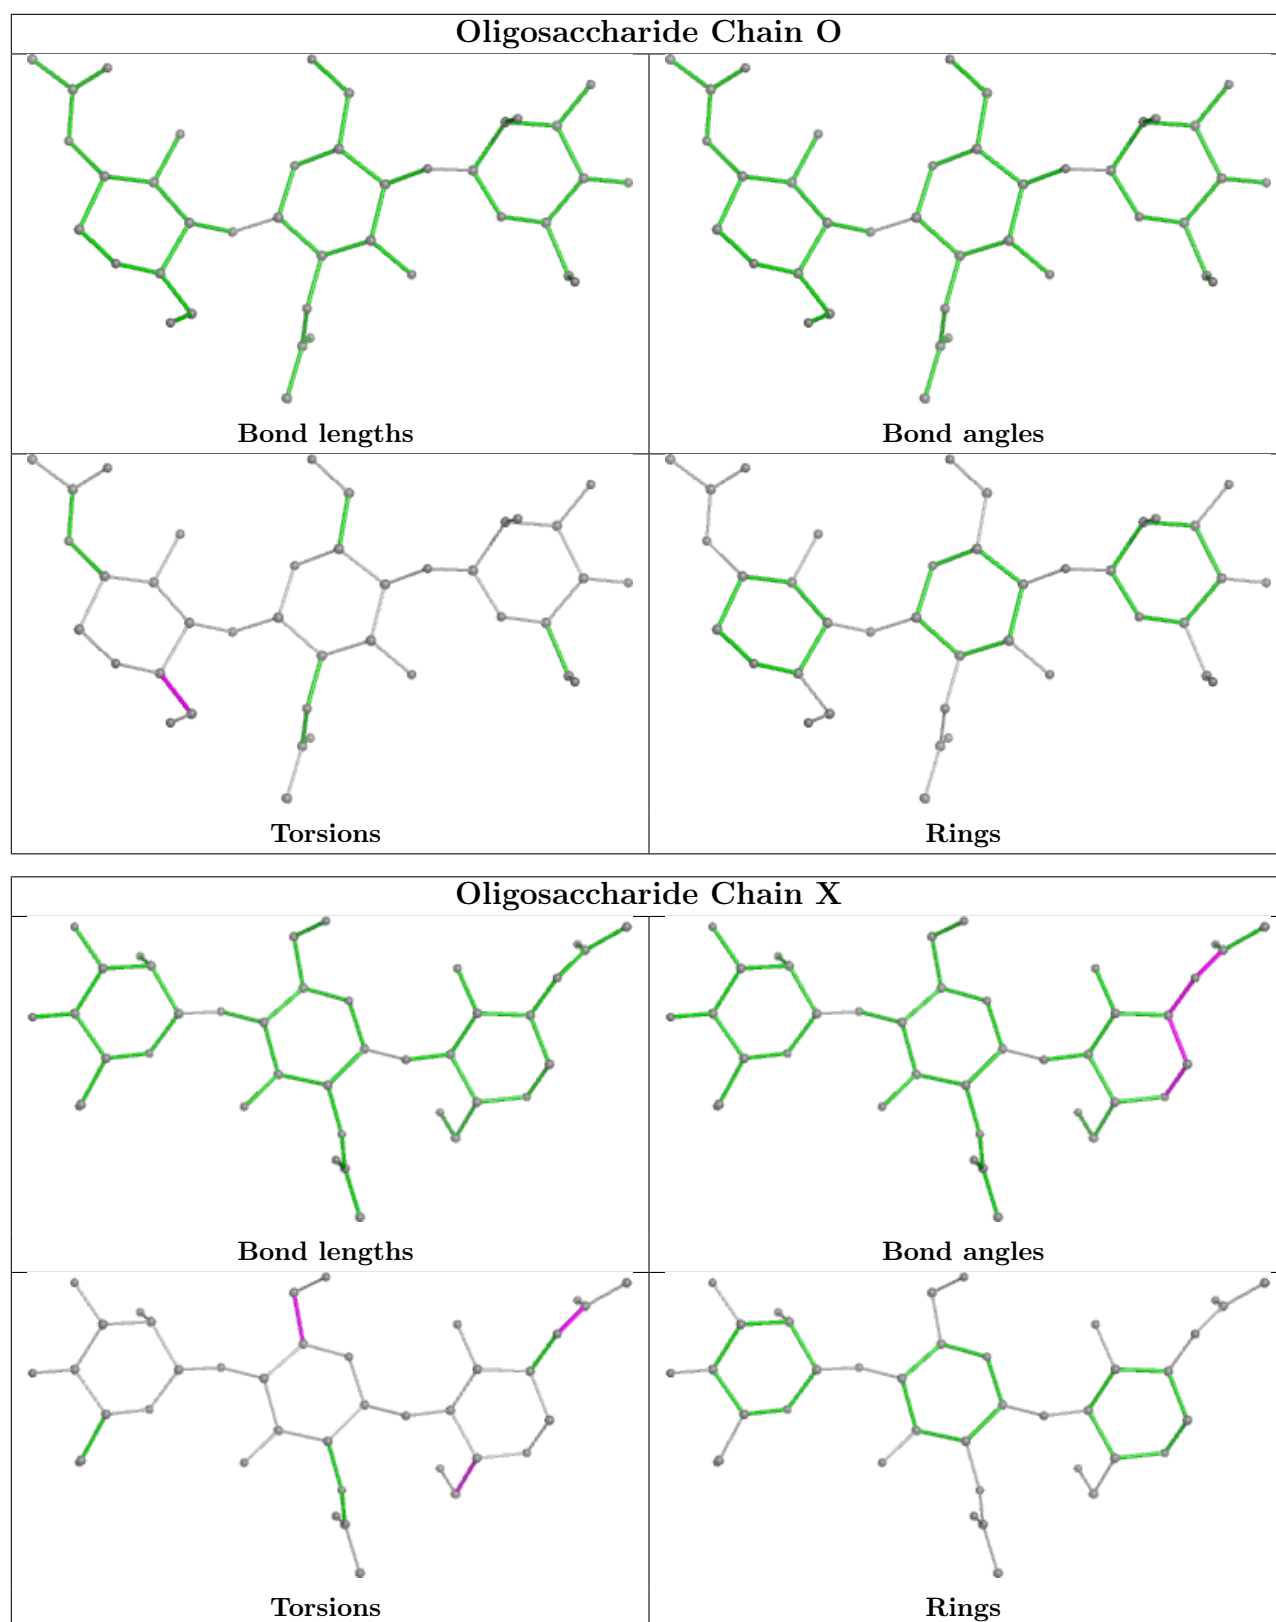 Oligosaccharide Chain O
Bond lengths
Bond angles
Torsions
Rings
Oligosaccharide Chain X
Bond lengths
Bond angles
Torsions
Rings